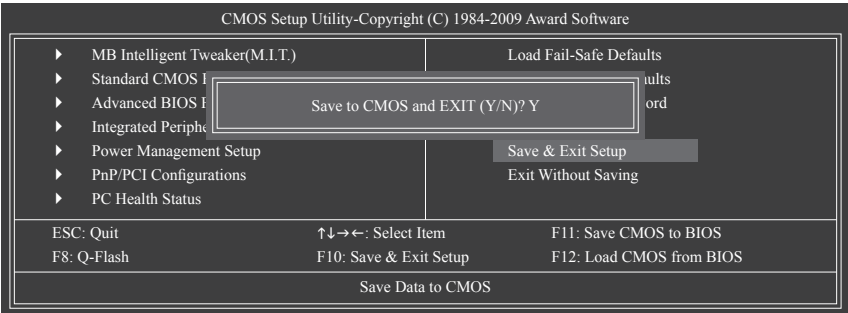 CMOS Setup Utility-Copyright (C) 1984-2009 Award Software
MB Intelligent Tweaker(M.I.T.)
Standard CMOS
Advanced BIOS
Integrated
Power Management Setup
PnP/PCI Configurations
PC Health Status
Load Fail-Safe Defaults
Save & Exit Setup
Exit Without Saving
Save to CMOS and EXIT (Y/N)? Y
ESC: Quit
↑↓→←: Select Item
F11: Save CMOS to BIOS
F8: Q-Flash
F10: Save & Exit Setup
F12: Load CMOS from BIOS
Save Data to CMOS